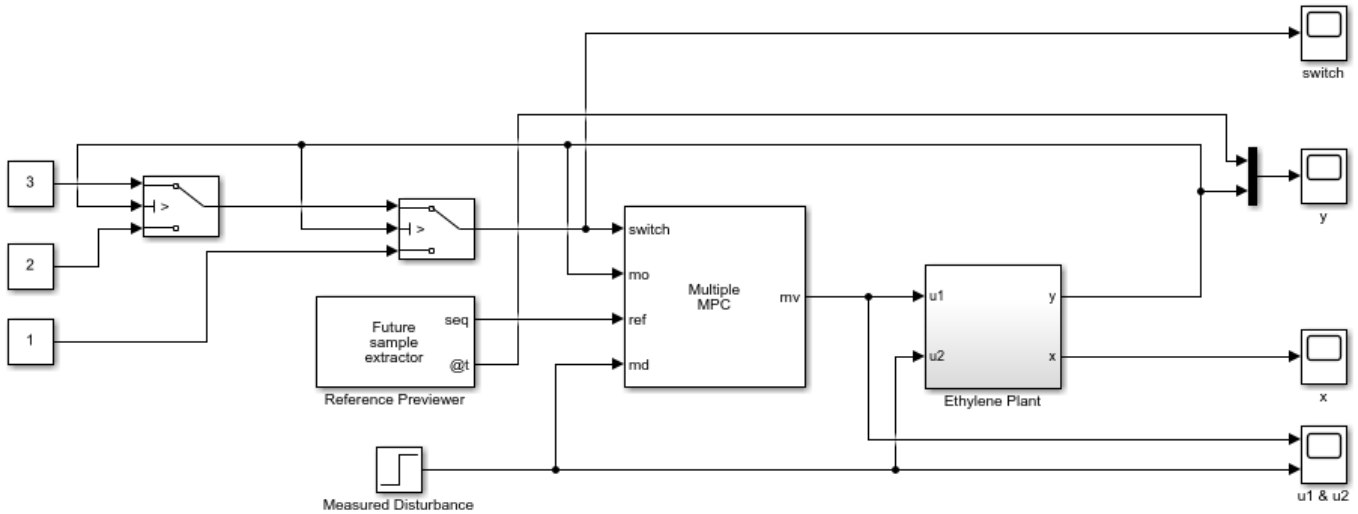 switch
3
>
y
>
2
switch
mo
Multiple
MPC
mv
u1
y
1
Future
sample
extractor
seq
@t
ref
md
u2
x
Reference Previewer
Ethylene Plant
x
Measured Disturbance
u1 & u2